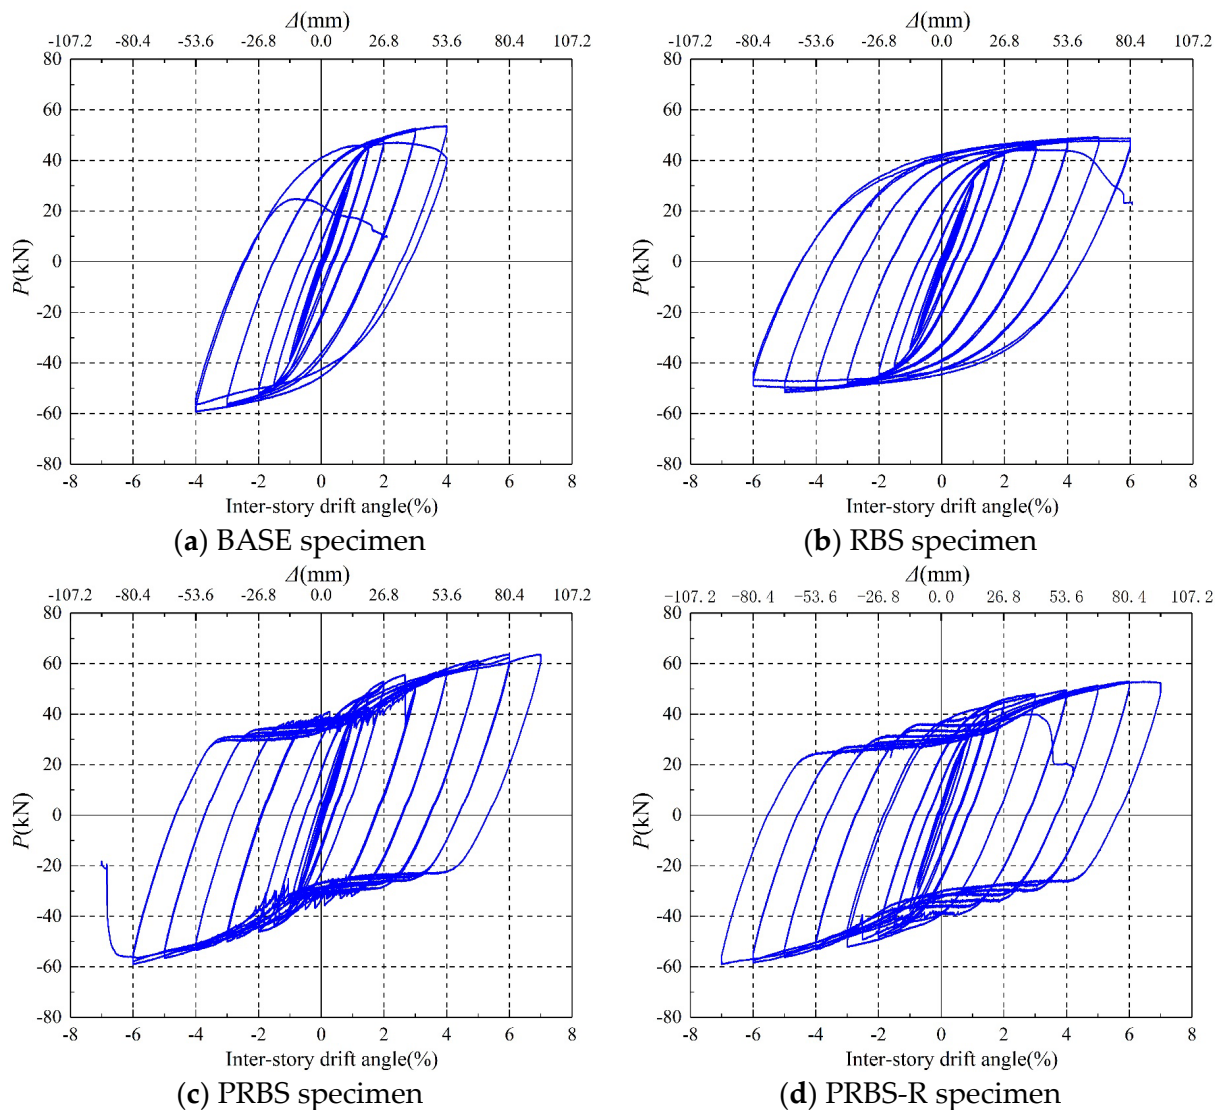 Δ(mm)
-107.2 -80.4 -53.6 -26.8 0.0 26.8 53.6 80.4 107.2
80
60
40
20
0
-20
-40
-60
-80
P(kN)
-8 -6 -4 -2 0 2 4 6 8
Inter-story drift angle(%)
(a) BASE specimen
Δ(mm)
-107.2 -80.4 -53.6 -26.8 0.0 26.8 53.6 80.4 107.2
80
60
40
20
0
-20
-40
-60
-80
P(kN)
-8 -6 -4 -2 0 2 4 6 8
Inter-story drift angle(%)
(b) RBS specimen
Δ(mm)
-107.2 -80.4 -53.6 -26.8 0.0 26.8 53.6 80.4 107.2
80
60
40
20
0
-20
-40
-60
-80
P(kN)
-8 -6 -4 -2 0 2 4 6 8
Inter-story drift angle(%)
(c) PRBS specimen
Δ(mm)
-107.2 -80.4 -53.6 -26.8 0.0 26.8 53.6 80.4 107.2
80
60
40
20
0
-20
-40
-60
-80
P(kN)
-8 -6 -4 -2 0 2 4 6 8
Inter-story drift angle(%)
(d) PRBS-R specimen